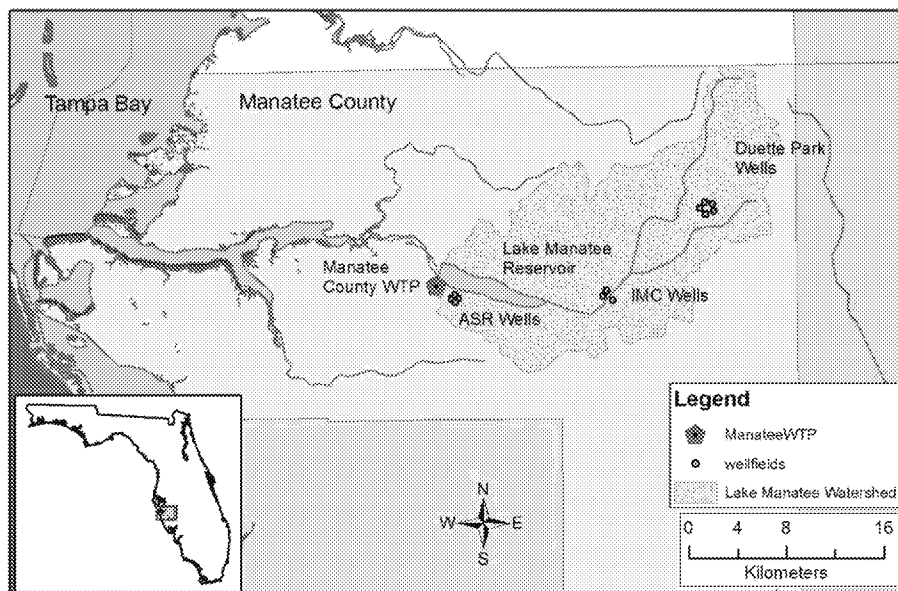 Tampa Bay
Manatee County
Duette Park
Wells
Lake Manatee
Reservoir
Manatee
County WTP
IMC Wells
ASR Wells
Legend
ManateeWTP
wellfields
Lake Manatee Watershed
N
W E
S
0 4 8 16
Kilometers